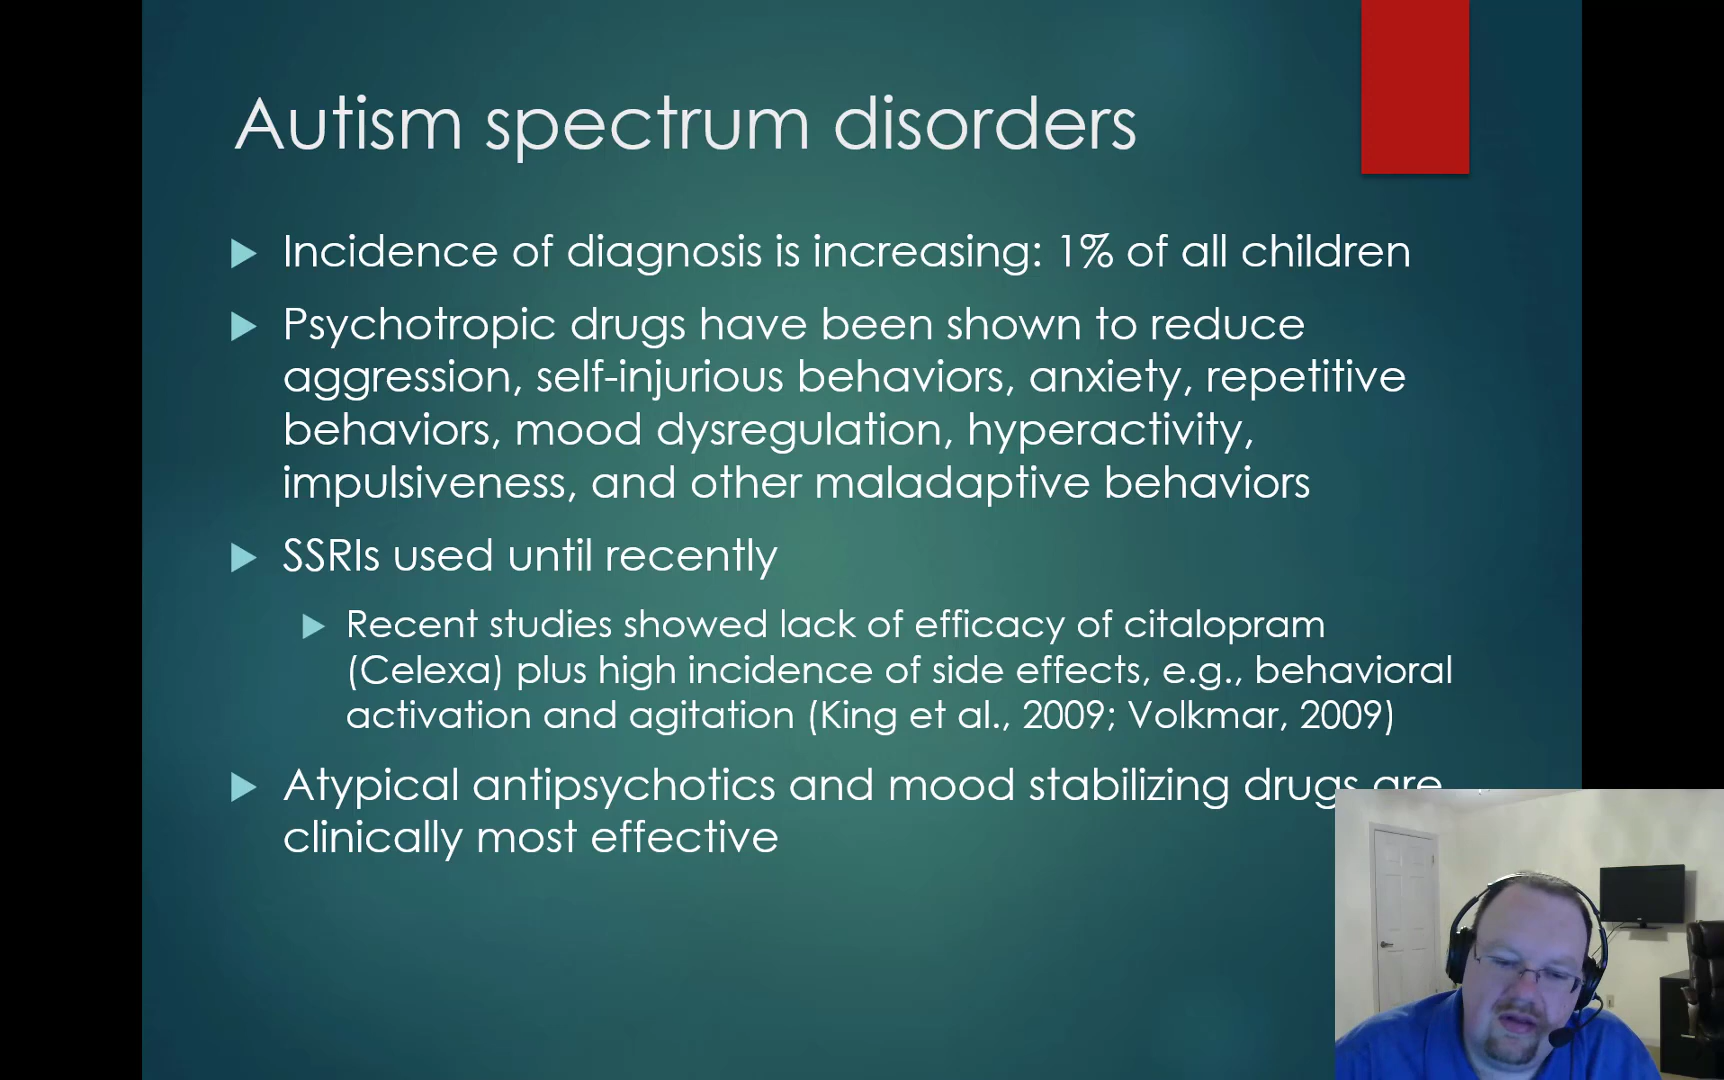 Autism spectrum disorders
Incidence of diagnosis is increasing: 1% of all children
Psychotropic drugs have been shown to reduce
aggression, self-injurious behaviors, anxiety, repetitive
behaviors, mood dysregulation, hyperactivity,
impulsiveness, and other maladaptive behaviors
SSRIs used until recently
Recent studies showed lack of efficacy of citalopram
(Celexa) plus high incidence of side effects, e.g., behavioral
activation and agitation (King et al., 2009; Volkmar, 2009)
Atypical antipsychotics and mood stabilizing drugs are
clinically most effective